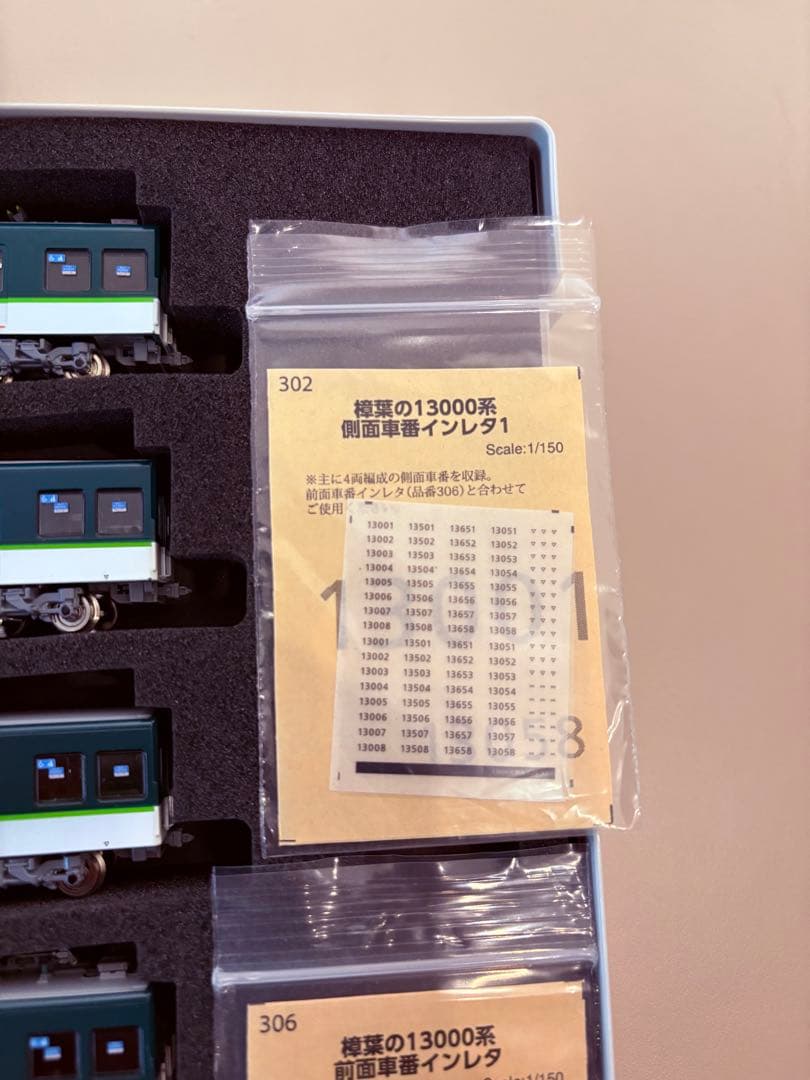 302
樟葉の13000系
側面車番インレタ1
Scale:1/150
※主に4両編成の側面車番を収録。
前面車番インレタ(品番306)と合わせて
ご使用
13001 13501 13651 13051 ▽ ▽ ▽
13002 13502 13652 13052 ▽ ▽ ▽
13003 13503 13653 13053 ▽ ▽ ▽
13004 13504 13654 13054 ▽ ▽ ▽
13005 13505 13655 13055 ▽ ▽ ▽
13006 13506 13656 13056 ▽ ▽ ▽
13007 13507 13657 13057 ▽ ▽ ▽
13008 13508 13658 13058 ▽ ▽ ▽
13001 13501 13651 13051 ▽ ▽ ▽
13002 13502 13652 13052 ▽ ▽ ▽
13003 13503 13653 13053 ▽ ▽ ▽
13004 13504 13654 13054 - - -
13005 13505 13655 13055 - - -
13006 13506 13656 13056 - - -
13007 13507 13657 13057 - - -
13008 13508 13658 13058 - - -
13001
13658
306
樟葉の13000系
前面車番インレタ
Scale:1/150